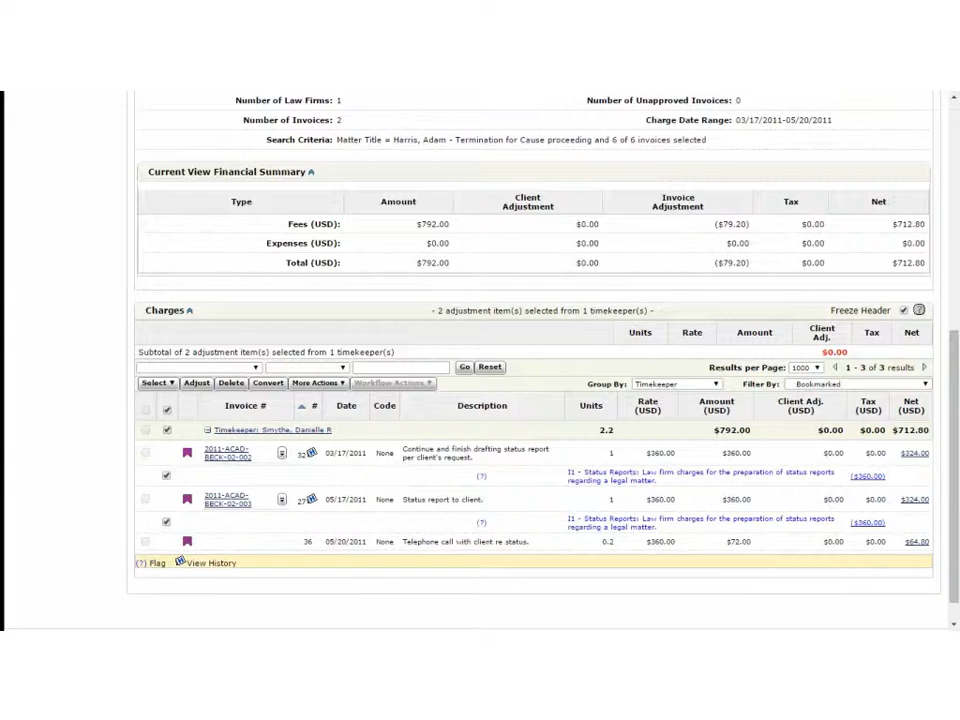 Number of Law Firms: 1 Number of Unapproved Invoices: 0
Number of Invoices: 2 Charge Date Range: 03/17/2011-05/20/2011
Search Criteria: Matter Title = Harris, Adam - Termination for Cause proceeding and 6 of 6 invoices selected
Current View Financial Summary
Type Amount Client Adjustment Invoice Adjustment Tax Net
Fees (USD): $792.00 $0.00 ($79.20) $0.00 $712.80
Expenses (USD): $0.00 $0.00 $0.00 $0.00 $0.00
Total (USD): $792.00 $0.00 ($79.20) $0.00 $712.80
Charges - 2 adjustment item(s) selected from 1 timekeeper(s) - Freeze Header ?
Units Rate Amount Client Adj. Tax Net
Subtotal of 2 adjustment item(s) selected from 1 timekeeper(s) $0.00
Go Reset Results per Page: 1000 1 - 3 of 3 results
Select Adjust Delete Convert More Actions Workflow Actions Group By: Timekeeper Filter By: Bookmarked
Invoice # # Date Code Description Units Rate (USD) Amount (USD) Client Adj. (USD) Tax (USD) Net (USD)
Timekeeper: Smythe, Danielle R 2.2 $792.00 $0.00 $0.00 $712.80
2011-ACAD-BECK-02-002 32 03/17/2011 None Continue and finish drafting status report per client's request. 1 $360.00 $360.00 $0.00 $0.00 $324.00
(?) I1 - Status Reports: Law firm charges for the preparation of status reports regarding a legal matter. ($360.00)
2011-ACAD-BECK-02-003 27 05/17/2011 None Status report to client. 1 $360.00 $360.00 $0.00 $0.00 $324.00
(?) I1 - Status Reports: Law firm charges for the preparation of status reports regarding a legal matter. ($360.00)
36 05/20/2011 None Telephone call with client re status. 0.2 $360.00 $72.00 $0.00 $0.00 $64.80
(?) Flag H View History